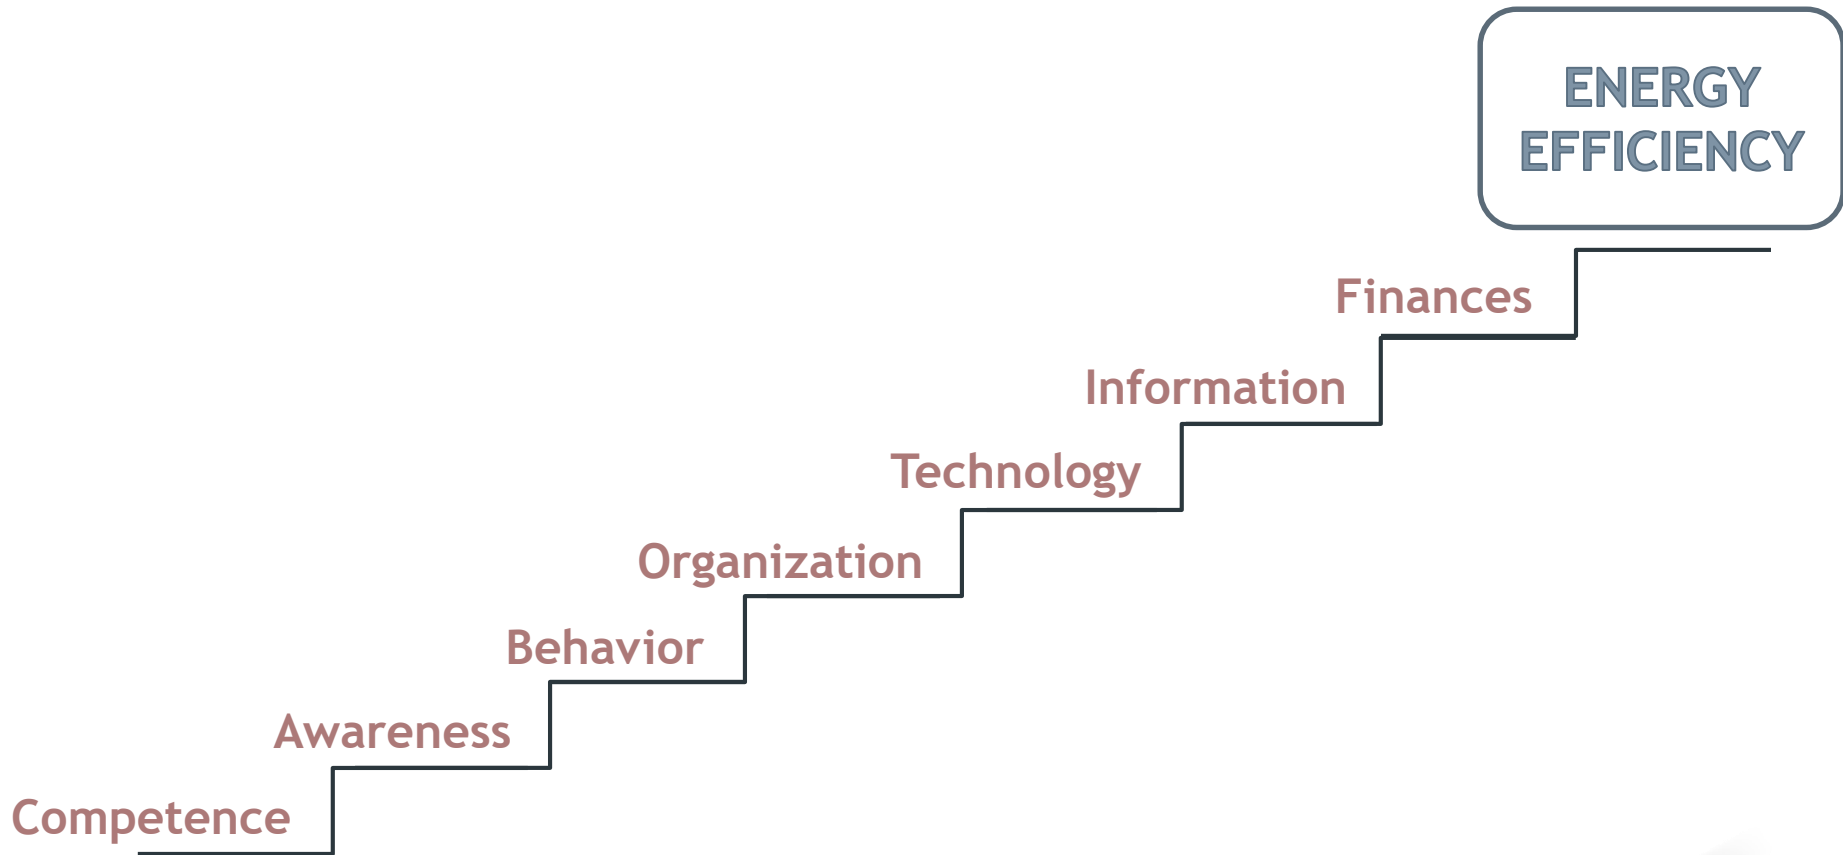 ENERGY
EFFICIENCY
Finances
Information
Technology
Organization
Behavior
Awareness
Competence